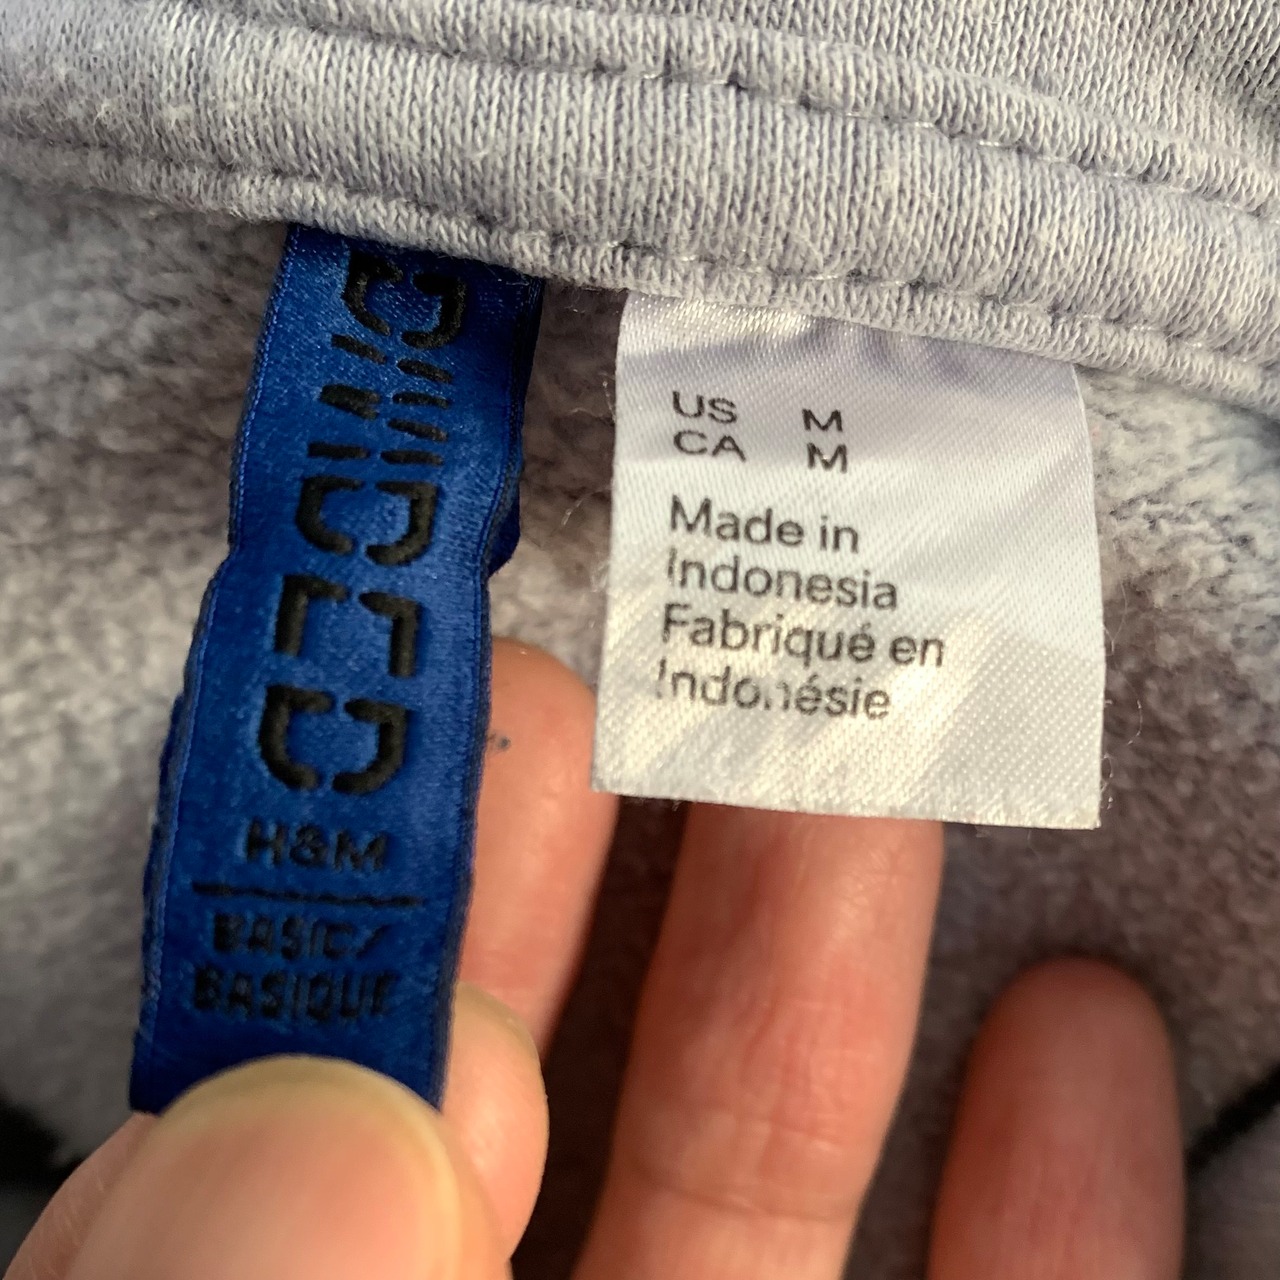 DIVIDED
H&M
BASIC/
BASIQUE
US M
CA M
Made in
Indonesia
Fabriqué en
Indonésie